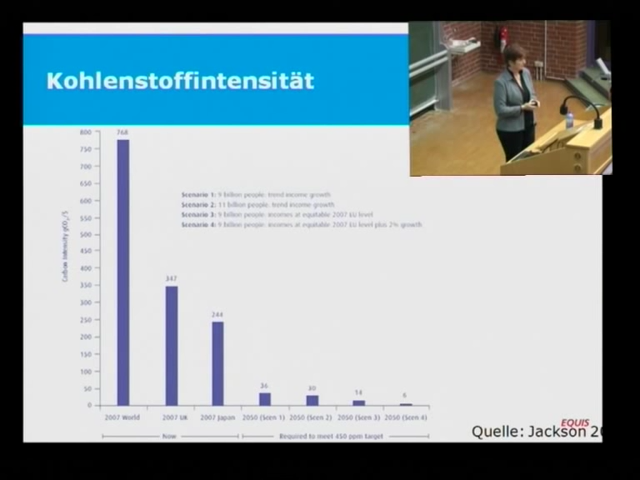 Kohlenstoffintensität
800
750
700
650
600
550
500
450
400
350
300
250
200
150
100
50
0
Carbon Intensity gCO₂/$
768
347
244
36
30
14
6
Scenario 1: 9 billion people: trend income growth
Scenario 2: 11 billion people: trend income growth
Scenario 3: 9 billion people: incomes at equitable 2007 EU level
Scenario 4: 9 billion people: incomes at equitable 2007 EU level plus 2% growth
2007 World
2007 UK
2007 Japan
2050 (Scen 1)
2050 (Scen 2)
2050 (Scen 3)
2050 (Scen 4)
Now
Required to meet 450 ppm target
EQUIS
Quelle: Jackson 20